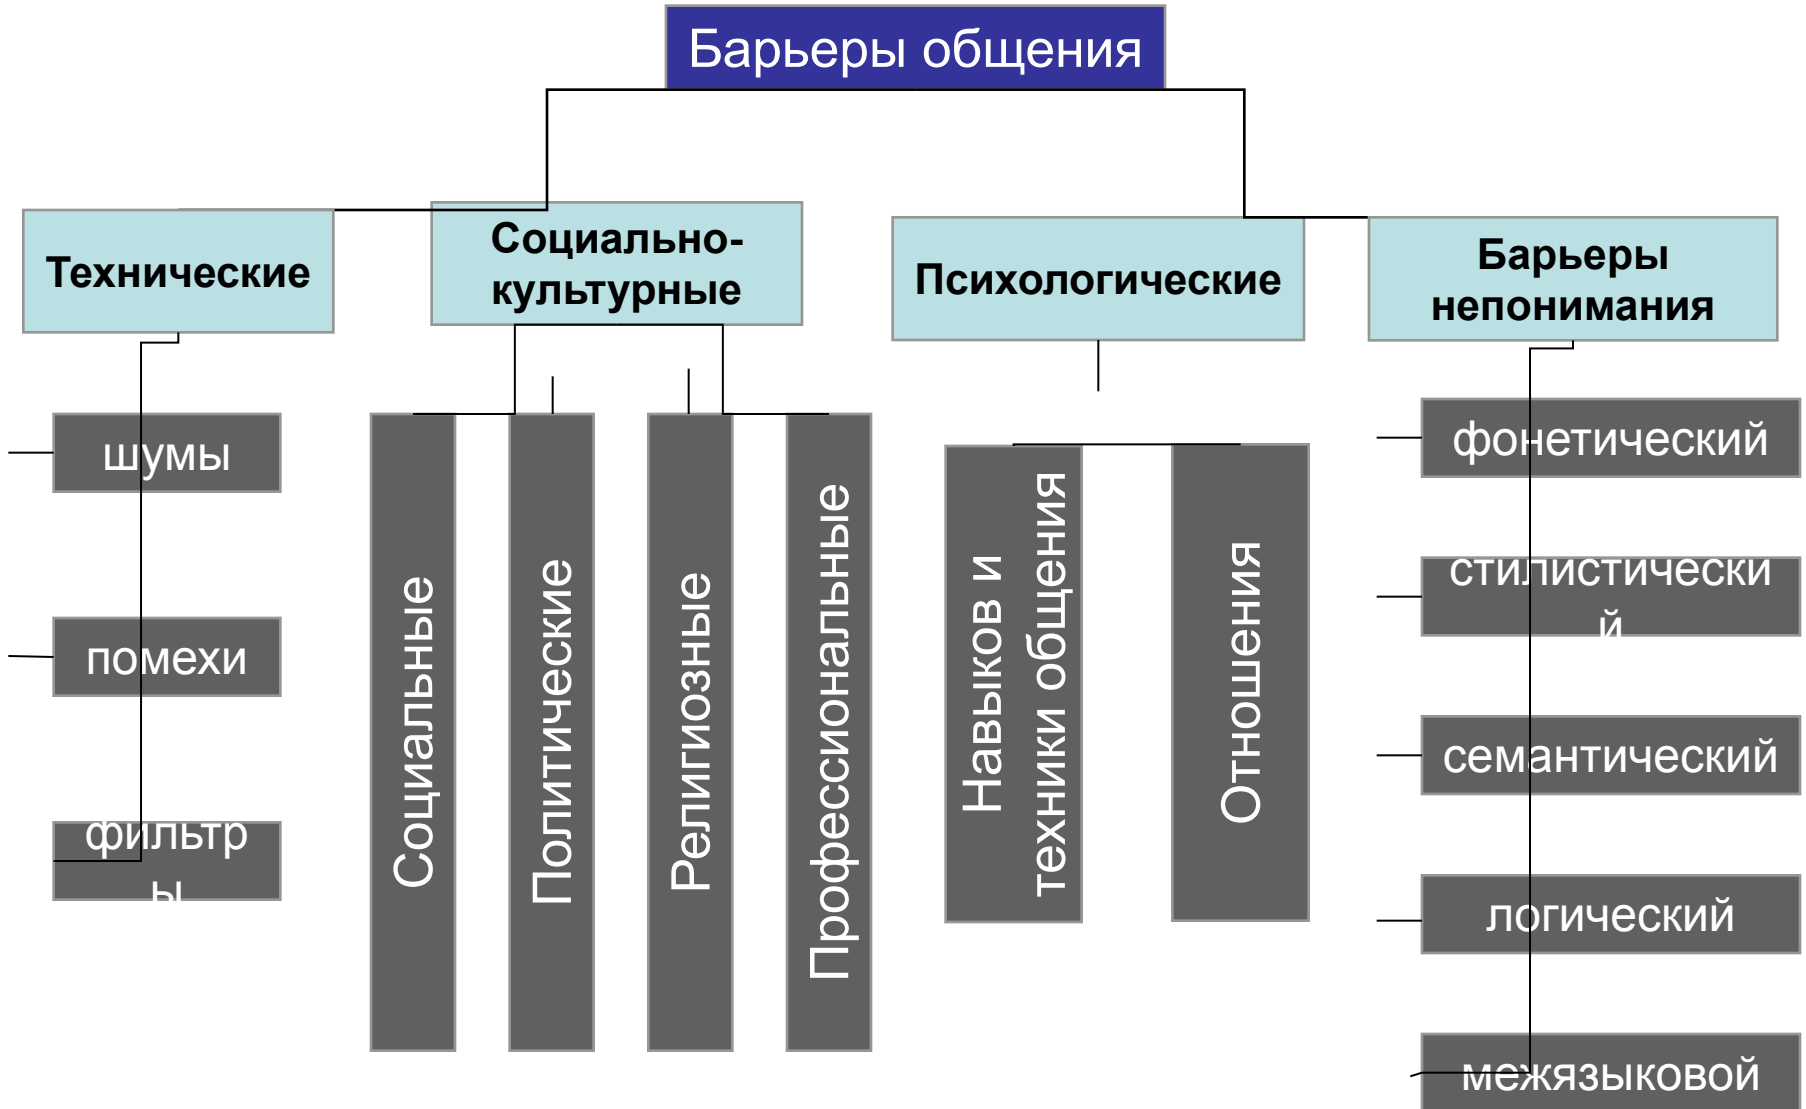 Барьеры общения
Технические
Социально-
культурные
Психологические
Барьеры
непонимания
шумы
помехи
фильтр
ы
Социальные
Политические
Религиозные
Профессиональные
Навыков и
техники общения
Отношения
фонетический
стилистически
й
семантический
логический
межязыковой